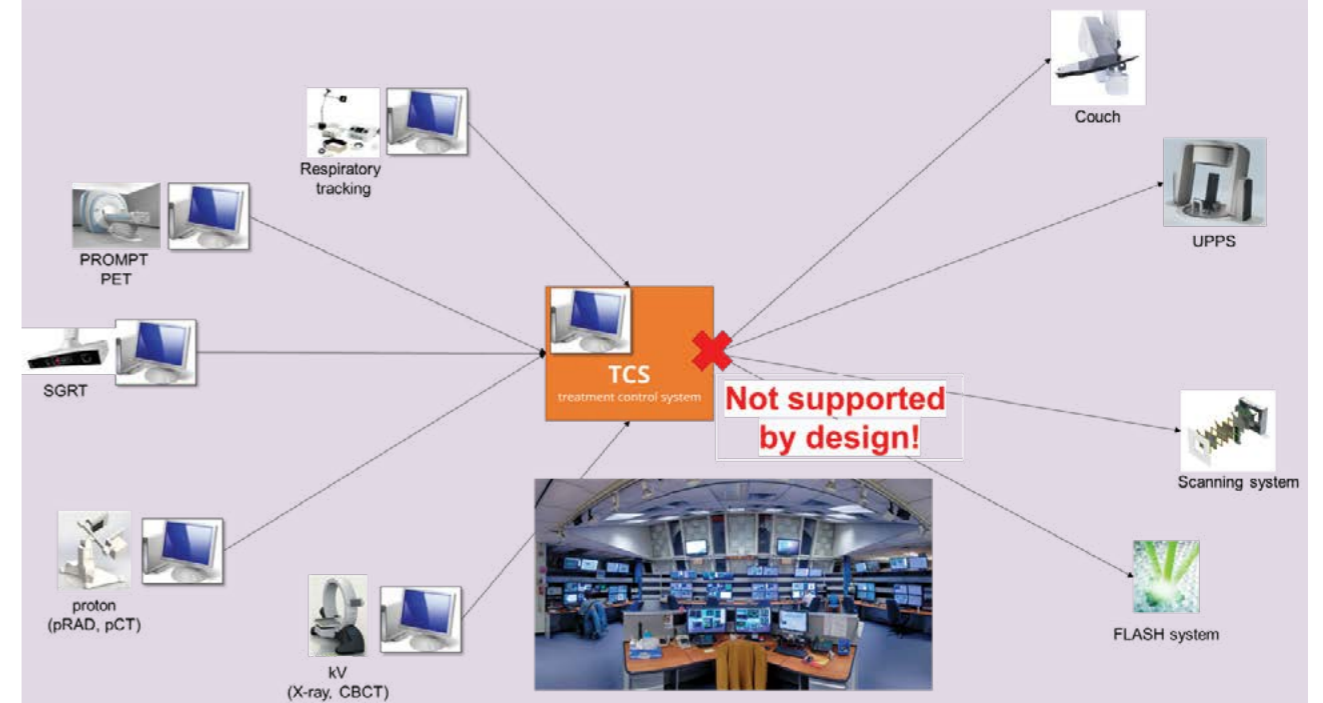 Respiratory
tracking
Couch
PROMPT
PET
UPPS
SGRT
TCS
treatment control system
Not supported
by design!
Scanning system
proton
(pRAD, pCT)
FLASH system
kV
(X-ray, CBCT)